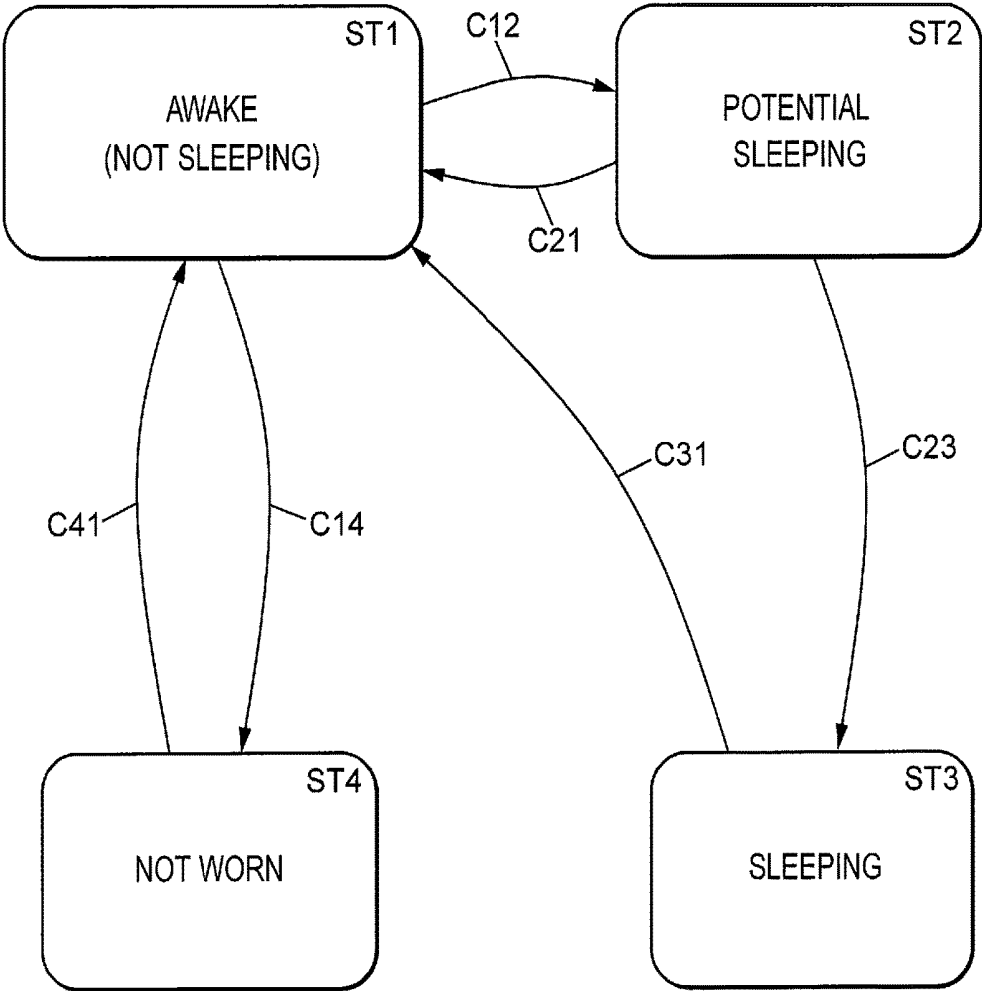 ST1
AWAKE
(NOT SLEEPING)
C12
C21
ST2
POTENTIAL
SLEEPING
C41
C14
C31
C23
ST4
NOT WORN
ST3
SLEEPING